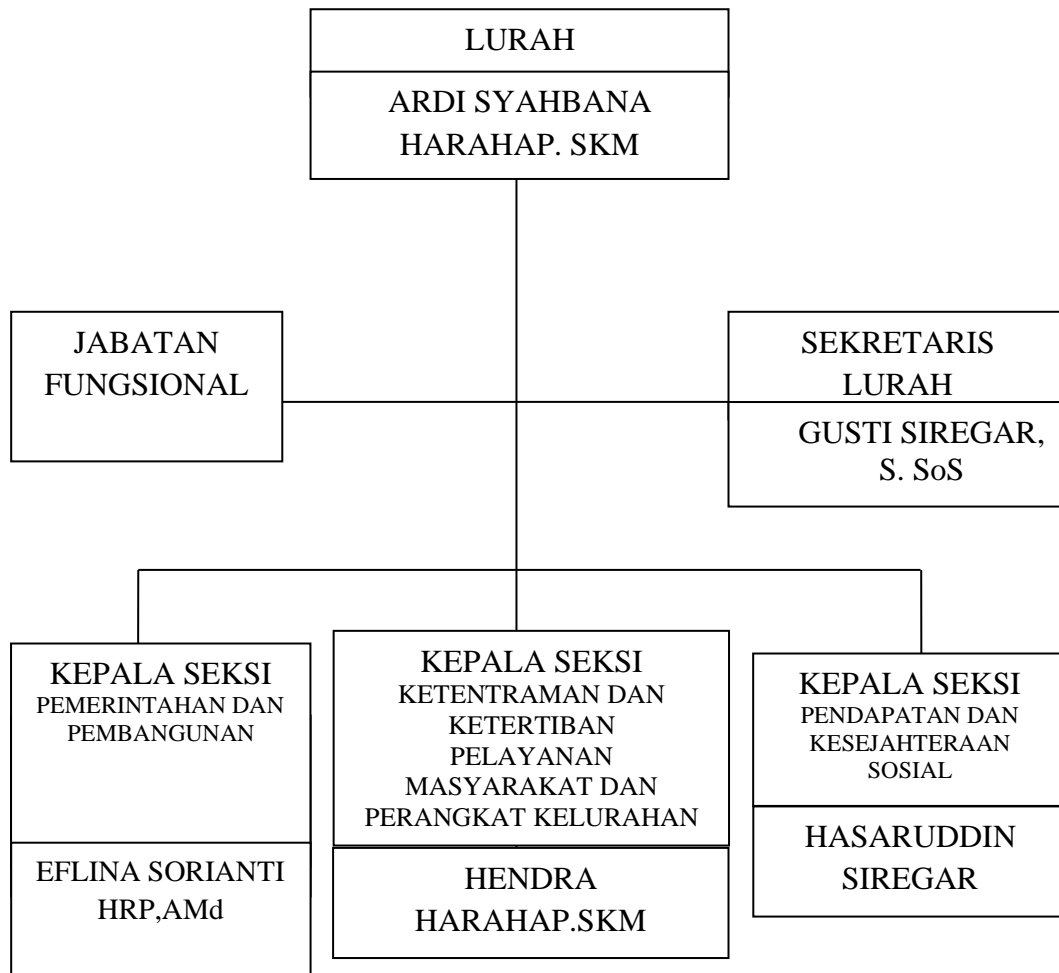 LURAH
ARDI SYAHBANA
HARAHAP. SKM
JABATAN
FUNGSIONAL
SEKRETARIS
LURAH
GUSTI SIREGAR,
S. SoS
KEPALA SEKSI
PEMERINTAHAN DAN
PEMBANGUNAN
EFLINA SORIANTI
HRP,AMd
KEPALA SEKSI
KETENTRAMAN DAN
KETERTIBAN
PELAYANAN
MASYARAKAT DAN
PERANGKAT KELURAHAN
HENDRA
HARAHAP.SKM
KEPALA SEKSI
PENDAPATAN DAN
KESEJAHTERAAN
SOSIAL
HASARUDDIN
SIREGAR